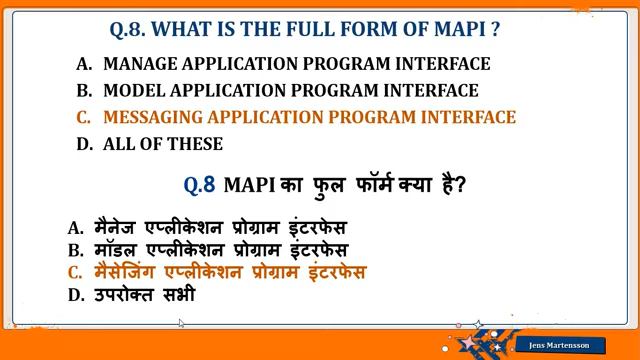 Q.8. WHAT IS THE FULL FORM OF MAPI ?
A. MANAGE APPLICATION PROGRAM INTERFACE
B. MODEL APPLICATION PROGRAM INTERFACE
C. MESSAGING APPLICATION PROGRAM INTERFACE
D. ALL OF THESE
Q.8 MAPI का फुल फॉर्म क्या है?
A. मैनेज एप्लीकेशन प्रोग्राम इंटरफेस
B. मॉडल एप्लीकेशन प्रोग्राम इंटरफेस
C. मैसेजिंग एप्लीकेशन प्रोग्राम इंटरफेस
D. उपरोक्त सभी
Jens Martensson